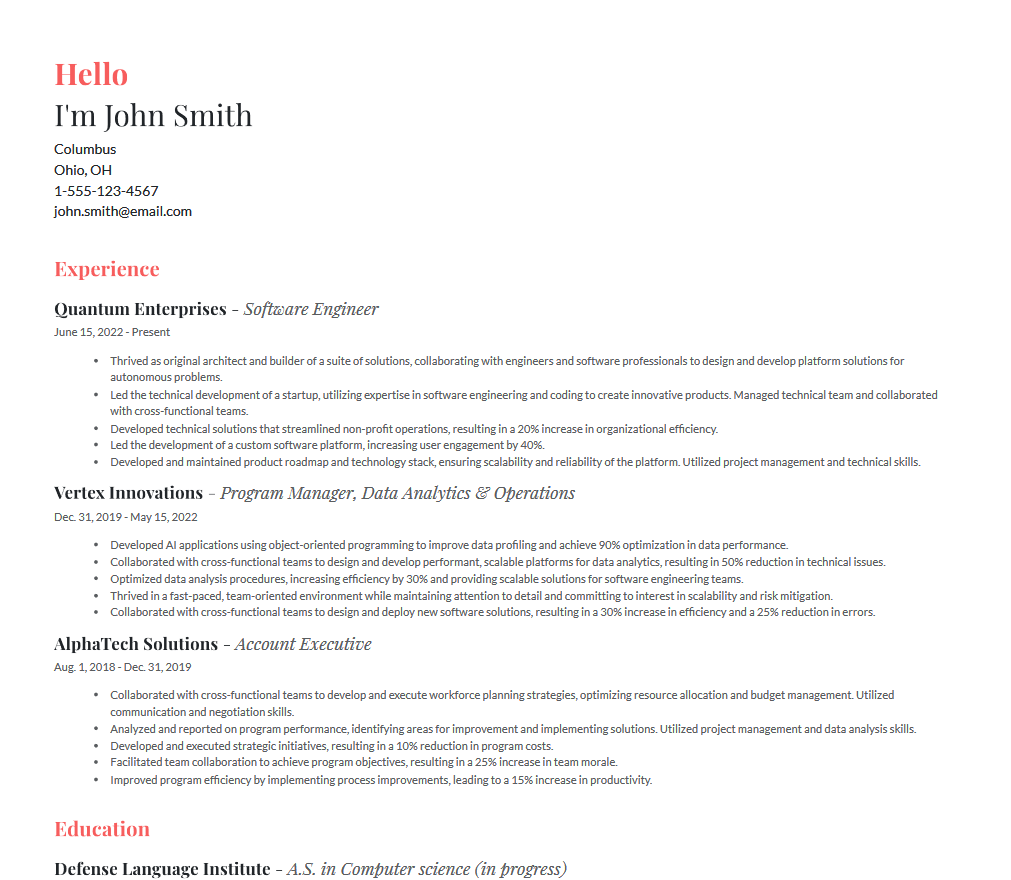 Hello
I'm John Smith
Columbus
Ohio, OH
1-555-123-4567
john.smith@email.com
Experience
Quantum Enterprises - Software Engineer
June 15, 2022 - Present
• Thrived as original architect and builder of a suite of solutions, collaborating with engineers and software professionals to design and develop platform solutions for
autonomous problems.
• Led the technical development of a startup, utilizing expertise in software engineering and coding to create innovative products. Managed technical team and collaborated
with cross-functional teams.
• Developed technical solutions that streamlined non-profit operations, resulting in a 20% increase in organizational efficiency.
• Led the development of a custom software platform, increasing user engagement by 40%.
• Developed and maintained product roadmap and technology stack, ensuring scalability and reliability of the platform. Utilized project management and technical skills.
Vertex Innovations - Program Manager, Data Analytics & Operations
Dec. 31, 2019 - May 15, 2022
• Developed AI applications using object-oriented programming to improve data profiling and achieve 90% optimization in data performance.
• Collaborated with cross-functional teams to design and develop performant, scalable platforms for data analytics, resulting in 50% reduction in technical issues.
• Optimized data analysis procedures, increasing efficiency by 30% and providing scalable solutions for software engineering teams.
• Thrived in a fast-paced, team-oriented environment while maintaining attention to detail and committing to interest in scalability and risk mitigation.
• Collaborated with cross-functional teams to design and deploy new software solutions, resulting in a 30% increase in efficiency and a 25% reduction in errors.
AlphaTech Solutions - Account Executive
Aug. 1, 2018 - Dec. 31, 2019
• Collaborated with cross-functional teams to develop and execute workforce planning strategies, optimizing resource allocation and budget management. Utilized
communication and negotiation skills.
• Analyzed and reported on program performance, identifying areas for improvement and implementing solutions. Utilized project management and data analysis skills.
• Developed and executed strategic initiatives, resulting in a 10% reduction in program costs.
• Facilitated team collaboration to achieve program objectives, resulting in a 25% increase in team morale.
• Improved program efficiency by implementing process improvements, leading to a 15% increase in productivity.
Education
Defense Language Institute - A.S. in Computer science (in progress)